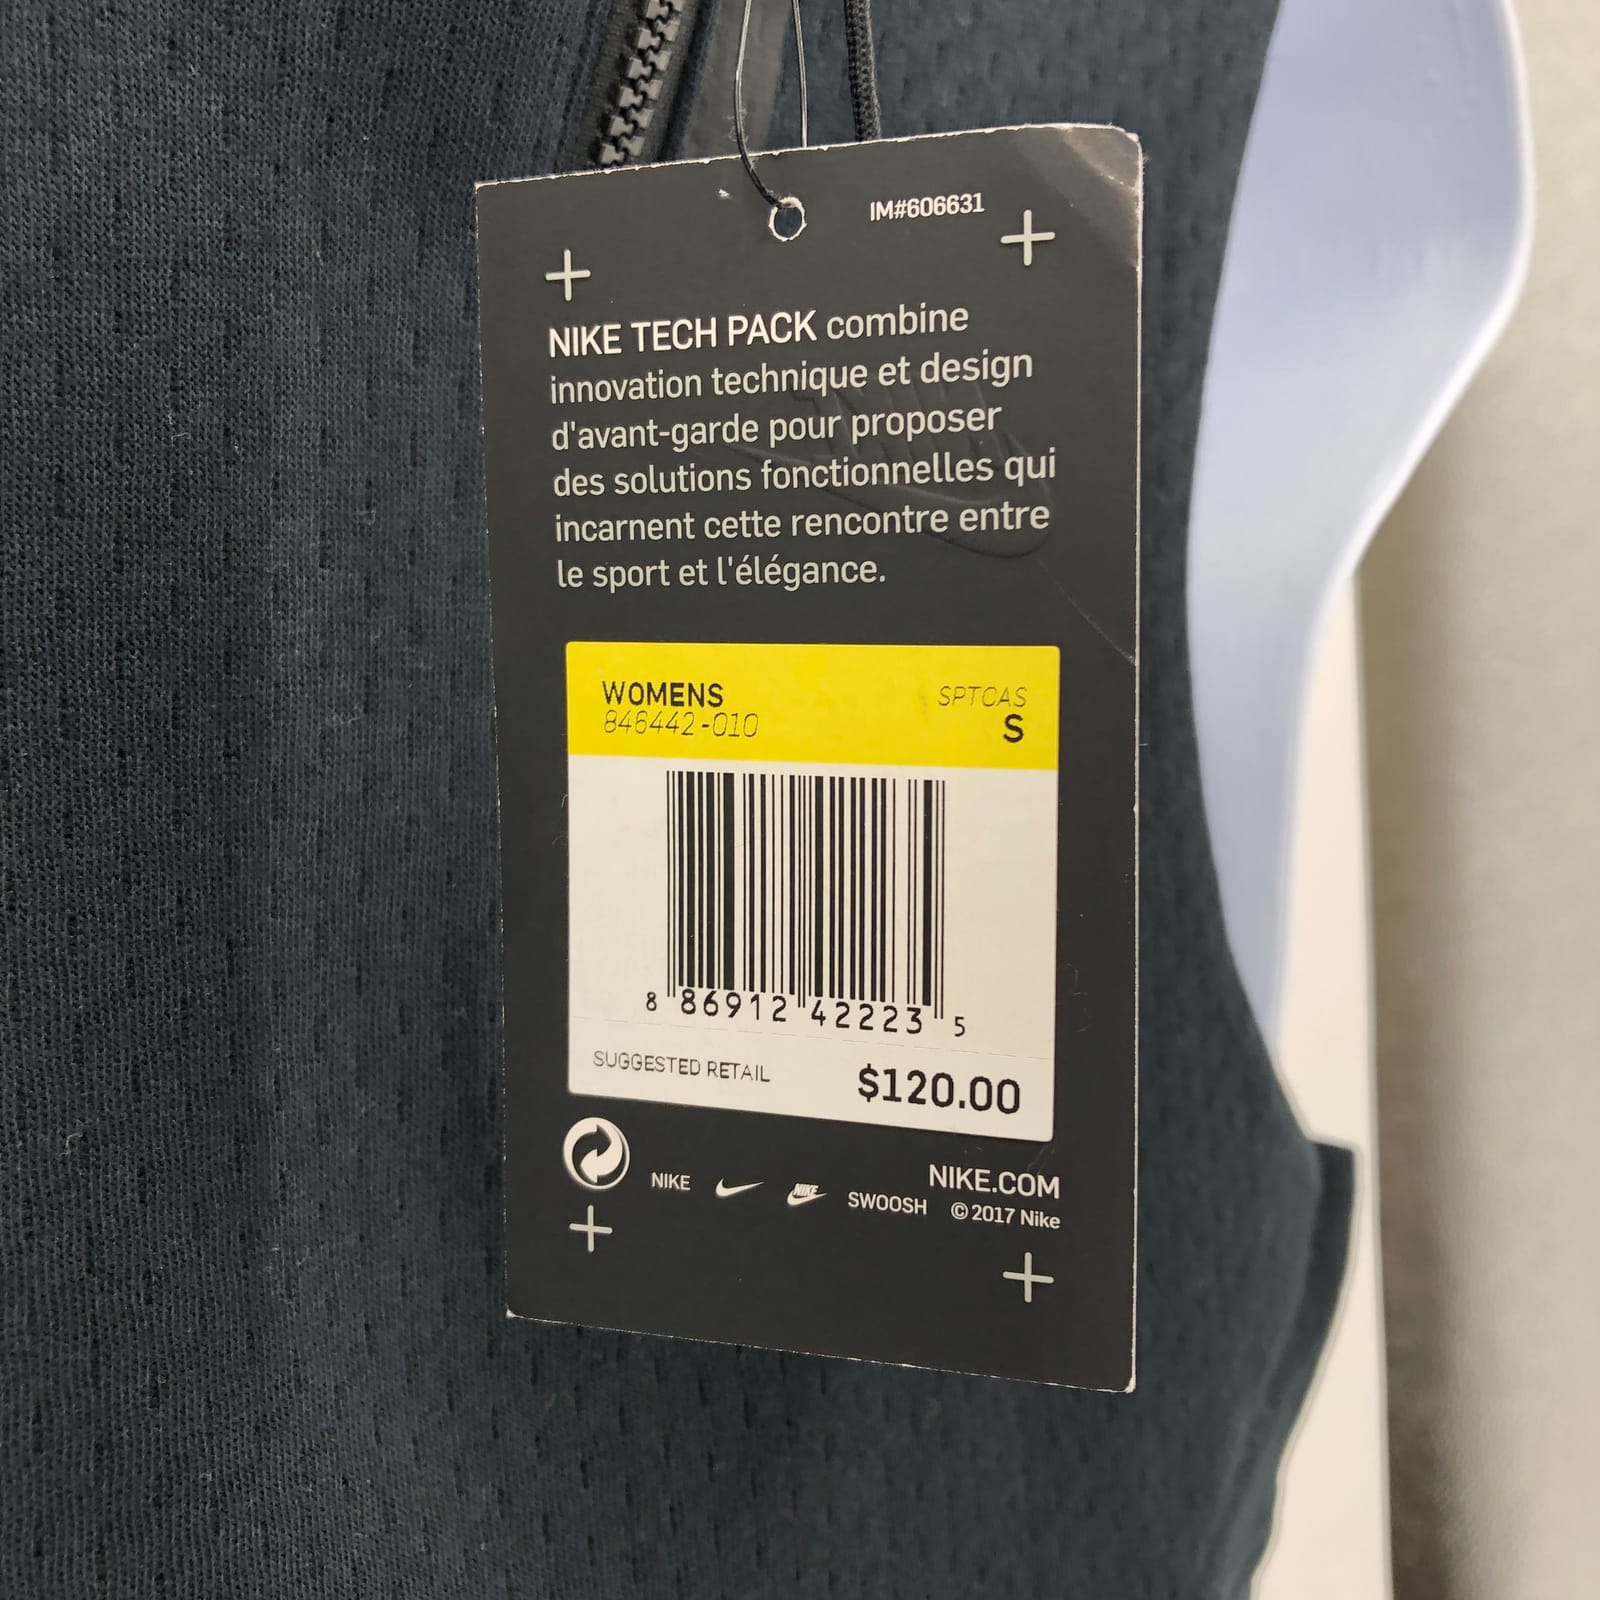 IM#606631
NIKE TECH PACK combine
innovation technique et design
d'avant-garde pour proposer
des solutions fonctionnelles qui
incarnent cette rencontre entre
le sport et l'élégance.
WOMENS SPTCAS
846442-010 S
8 86912 42223 5
SUGGESTED RETAIL $120.00
NIKE.COM
NIKE NIKE SWOOSH © 2017 Nike